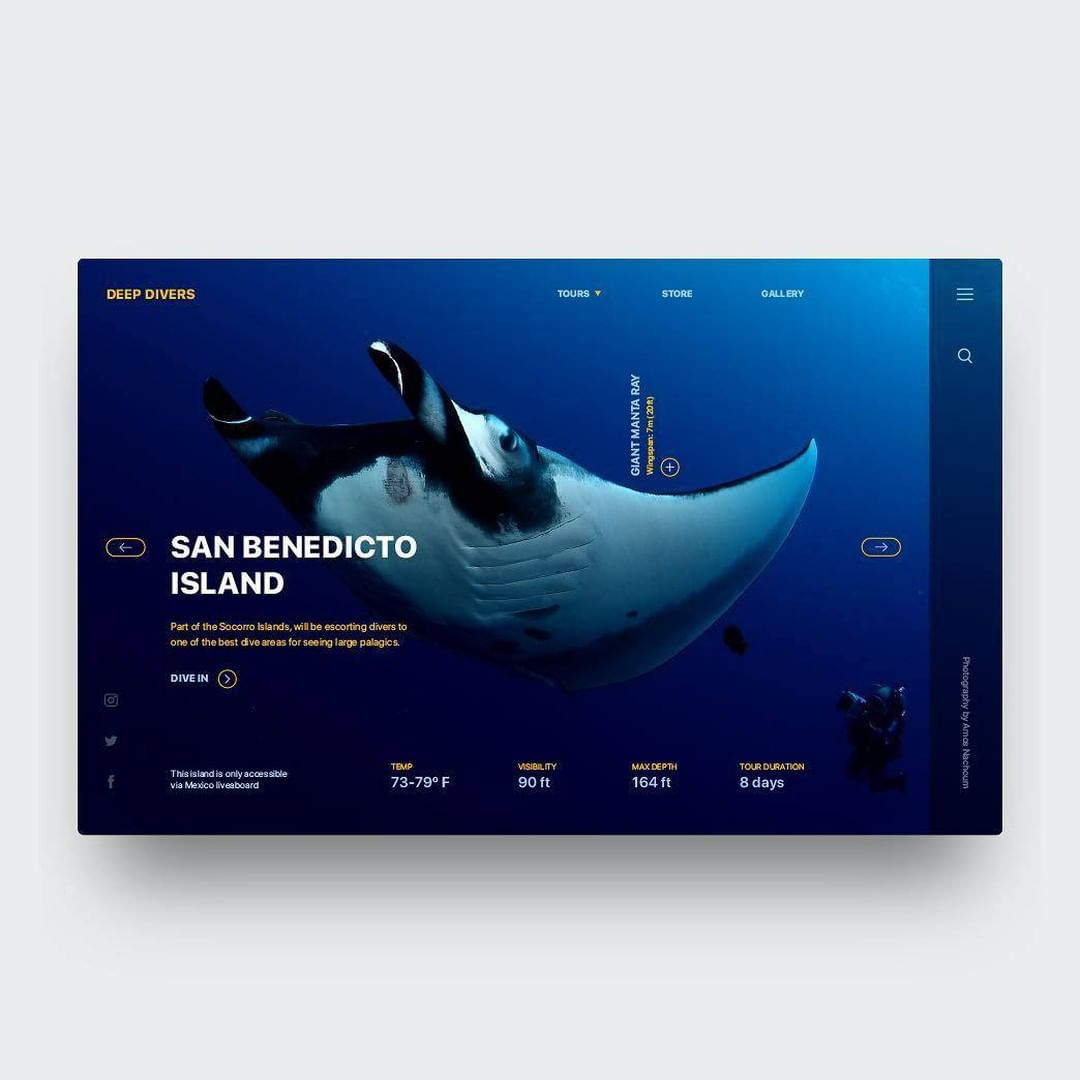 DEEP DIVERS
TOURS
STORE
GALLERY
GIANT MANTA RAY
Wingspan: 7m (20ft)
SAN BENEDICTO
ISLAND
Part of the Socorro Islands, will be escorting divers to
one of the best dive areas for seeing large palagics.
DIVE IN
This island is only accessible
via Mexico liveaboard
TEMP
73-79º F
VISIBILITY
90 ft
MAX DEPTH
164 ft
TOUR DURATION
8 days
Photography by Amos Nachoum